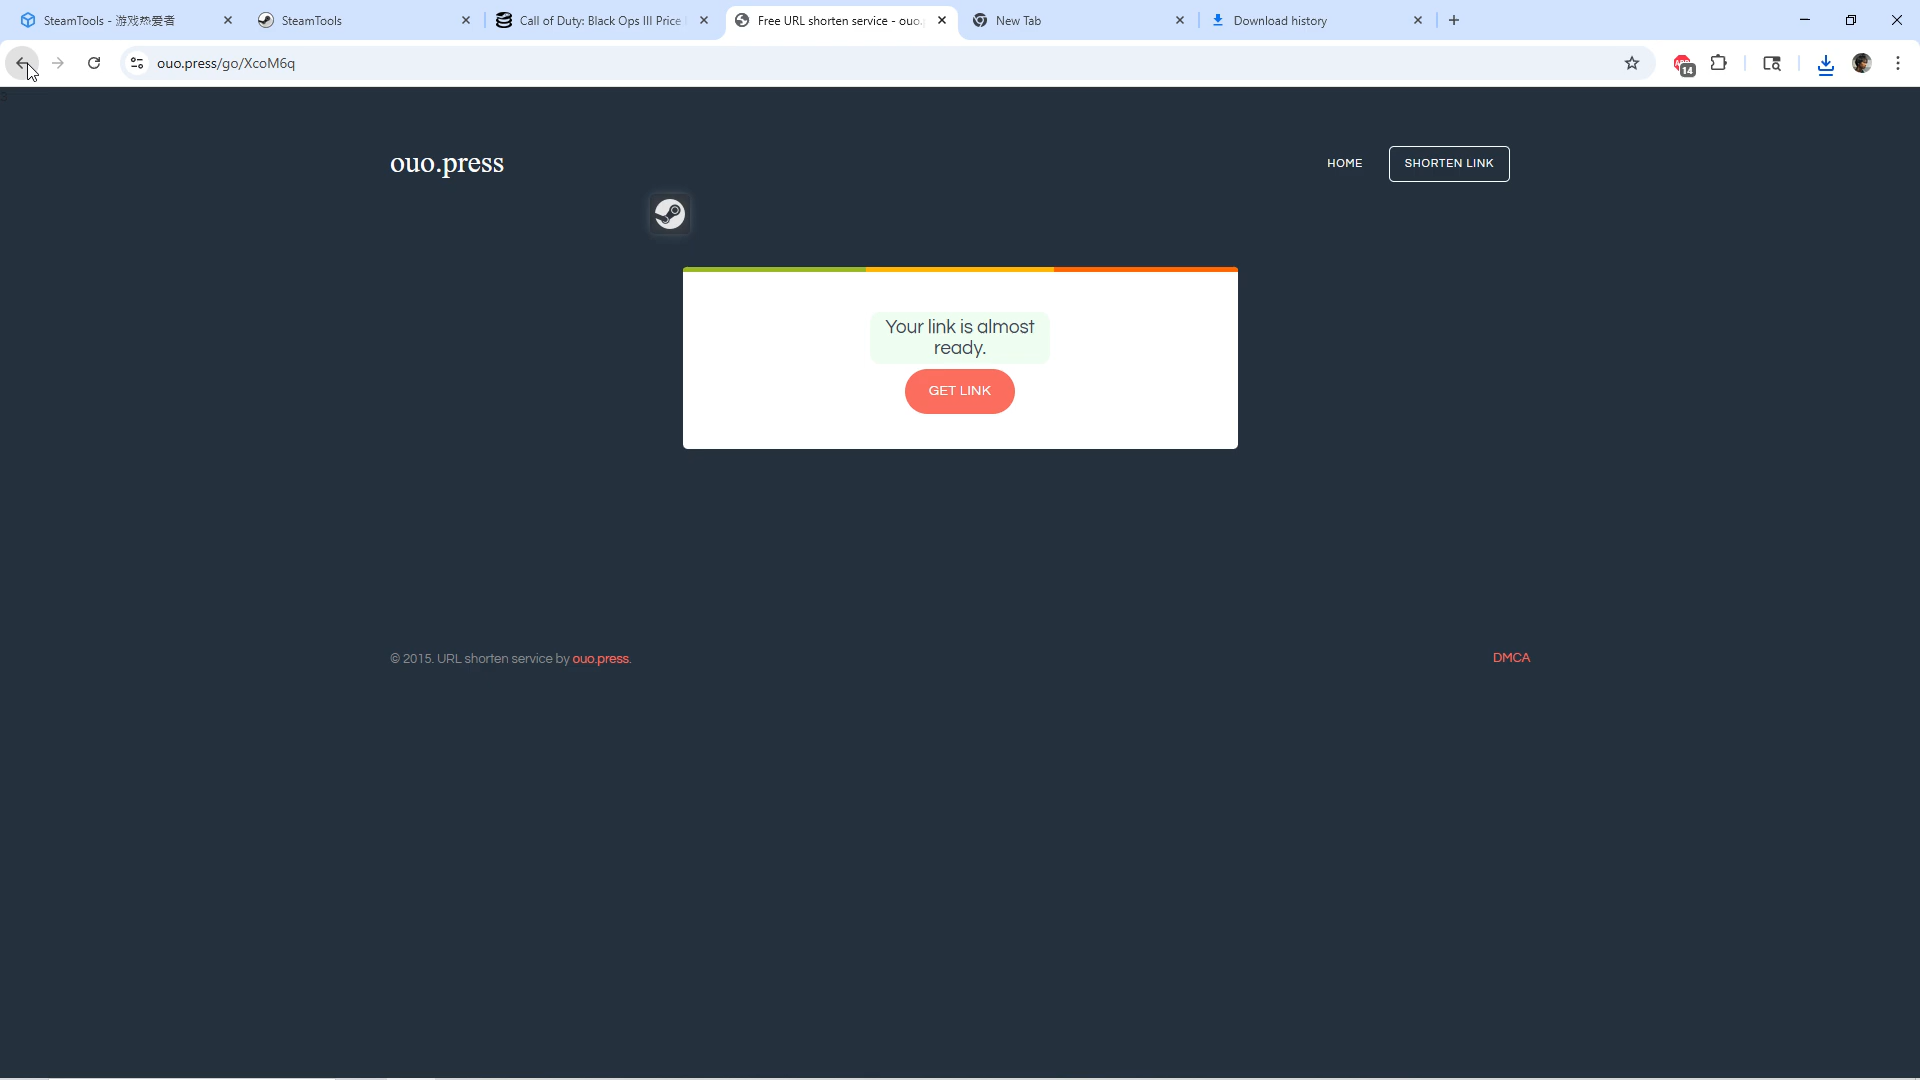 SteamTools - 游戏热爱者
SteamTools
Call of Duty: Black Ops III Price
Free URL shorten service - ouo.
New Tab
Download history
ouo.press/go/XcoM6q
14
ouo.press
HOME
SHORTEN LINK
Your link is almost
ready.
GET LINK
© 2015. URL shorten service by ouo.press.
DMCA